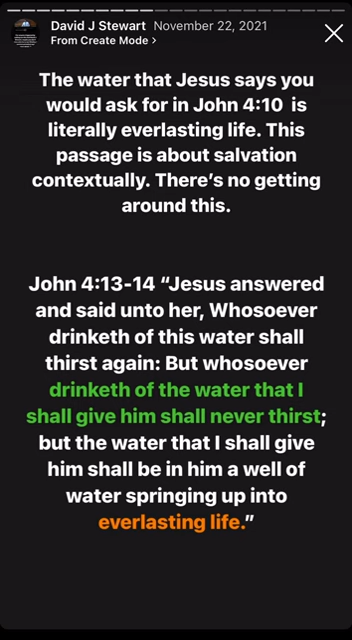 David J Stewart November 22, 2021
From Create Mode >
The water that Jesus says you
would ask for in John 4:10 is
literally everlasting life. This
passage is about salvation
contextually. There's no getting
around this.
John 4:13-14 “Jesus answered
and said unto her, Whosoever
drinketh of this water shall
thirst again: But whosoever
drinketh of the water that I
shall give him shall never thirst;
but the water that I shall give
him shall be in him a well of
water springing up into
everlasting life.”